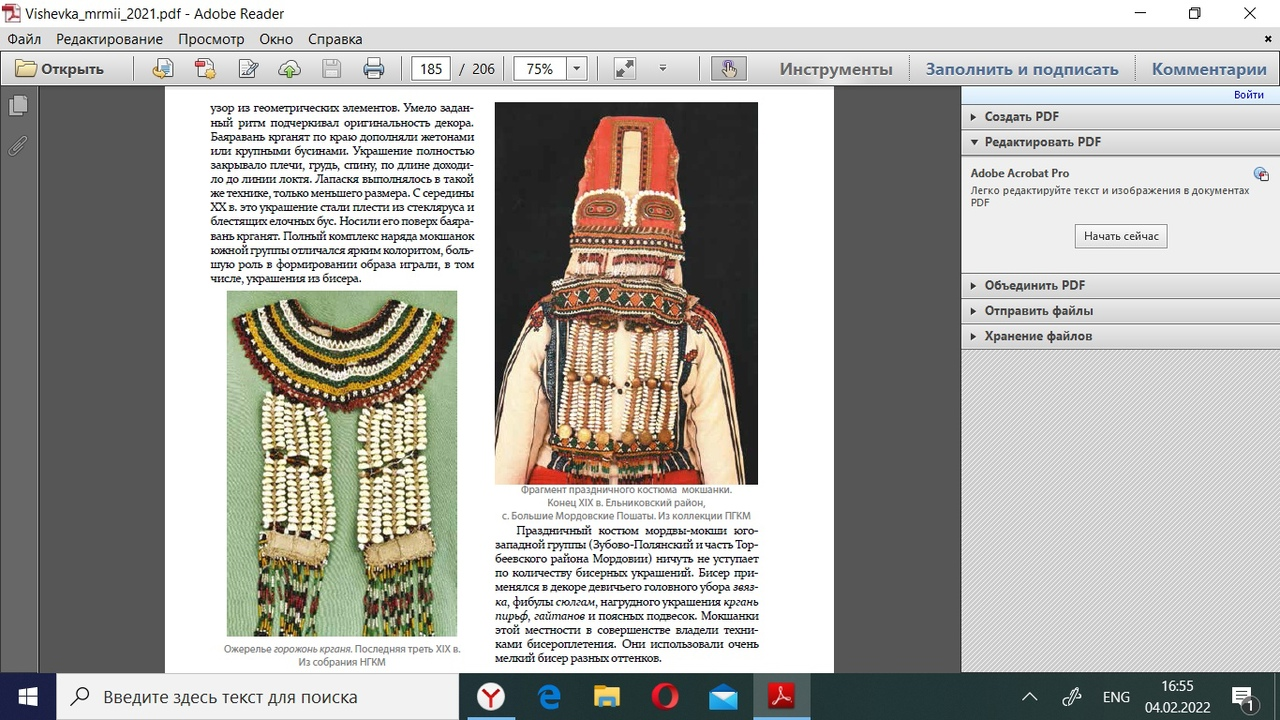 Vishevka_mrmii_2021.pdf - Adobe Reader
Файл Редактирование Просмотр Окно Справка
Открыть 185 / 206 75% Инструменты Заполнить и подписать Комментарии
Войти
Создать PDF
Редактировать PDF
Adobe Acrobat Pro
Легко редактируйте текст и изображения в документах
PDF
Начать сейчас
Объединить PDF
Отправить файлы
Хранение файлов
узор из геометрических элементов. Умело задан-
ный ритм подчеркивал оригинальность декора.
Баяравань крганят по краю дополняли жетонами
или крупными бусинами. Украшение полностью
закрывало плечи, грудь, спину, по длине доходи-
ло до линии локтя. Лапаскя выполнялось в такой
же технике, только меньшего размера. С середины
XX в. это украшение стали плести из стекляруса и
блестящих елочных бус. Носили его поверх баяра-
вань крганят. Полный комплекс наряда мокшанок
южной группы отличался ярким колоритом, боль-
шую роль в формировании образа играли, в том
числе, украшения из бисера.
Ожерелье горожонь крганя. Последняя треть XIX в.
Из собрания НГКМ
Фрагмент праздничного костюма мокшанки.
Конец XIX в. Ельниковский район,
с. Большие Мордовские Пошаты. Из коллекции ПГКМ
Праздничный костюм мордвы-мокши юго-
западной группы (Зубово-Полянский и часть Тор-
беевского района Мордовии) ничуть не уступает
по количеству бисерных украшений. Бисер при-
менялся в декоре девичьего головного убора звяз-
ка, фибулы сюлгам, нагрудного украшения кргань
пирьф, гайтанов и поясных подвесок. Мокшанки
этой местности в совершенстве владели техни-
ками бисероплетения. Они использовали очень
мелкий бисер разных оттенков.
Введите здесь текст для поиска
ENG
16:55
04.02.2022
1